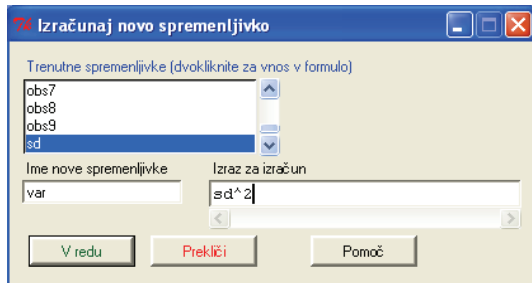 Izračunaj novo spremenljivko
Trenutne spremenljivke (dvokliknite za vnos v formulo)
obs7
obs8
obs9
sd
Ime nove spremenljivke
Izraz za izračun
var
sd^2
V redu
Prekliči
Pomoč